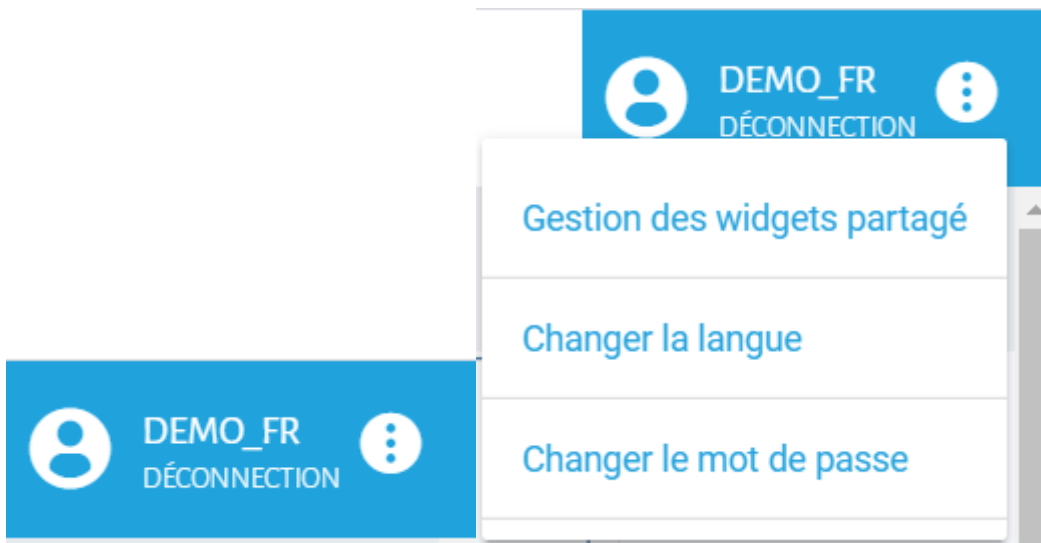 DEMO_FR
DÉCONNECTION
Gestion des widgets partagé
Changer la langue
Changer le mot de passe
DEMO_FR
DÉCONNECTION